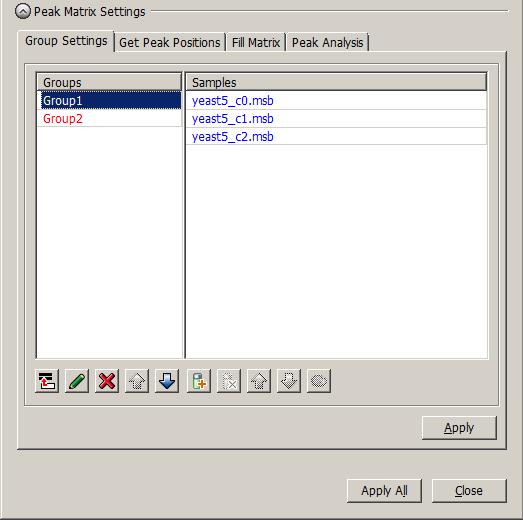 Peak Matrix Settings
Group Settings Get Peak Positions Fill Matrix Peak Analysis
Groups Samples
Group1 yeast5_c0.msb
Group2 yeast5_c1.msb
yeast5_c2.msb
Apply
Apply All Close